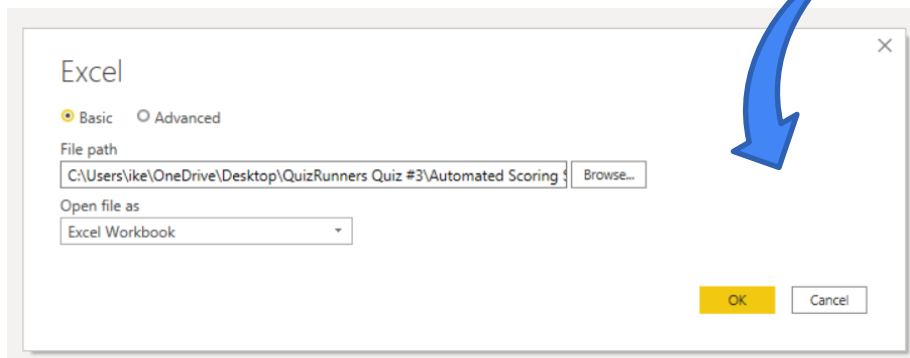 Excel
Basic Advanced
File path
C:\Users\ike\OneDrive\Desktop\QuizRunners Quiz #3\Automated Scoring Browse...
Open file as
Excel Workbook
OK Cancel